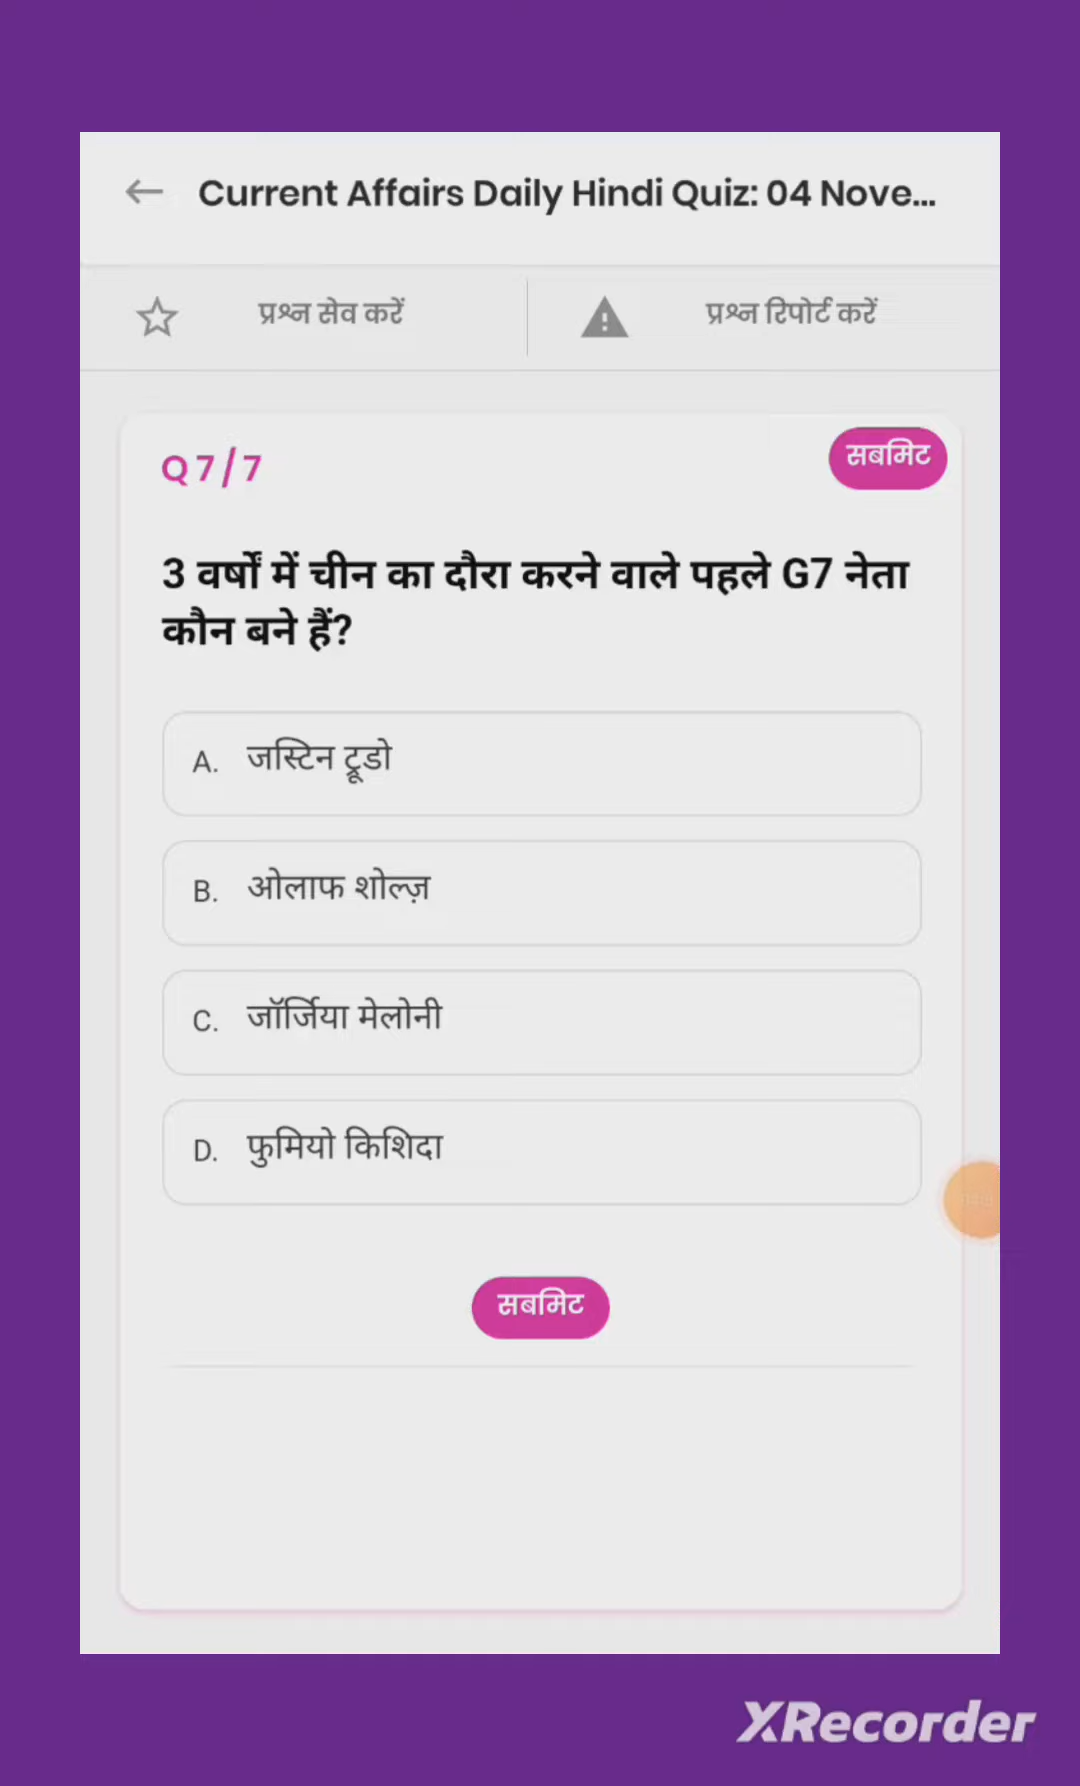 Current Affairs Daily Hindi Quiz: 04 Nove...
प्रश्न सेव करें
प्रश्न रिपोर्ट करें
Q 7/7
सबमिट
3 वर्षों में चीन का दौरा करने वाले पहले G7 नेता
कौन बने हैं?
A. जस्टिन ट्रूडो
B. ओलाफ शोल्ज़
C. जॉर्जिया मेलोनी
D. फुमियो किशिदा
सबमिट
XRecorder